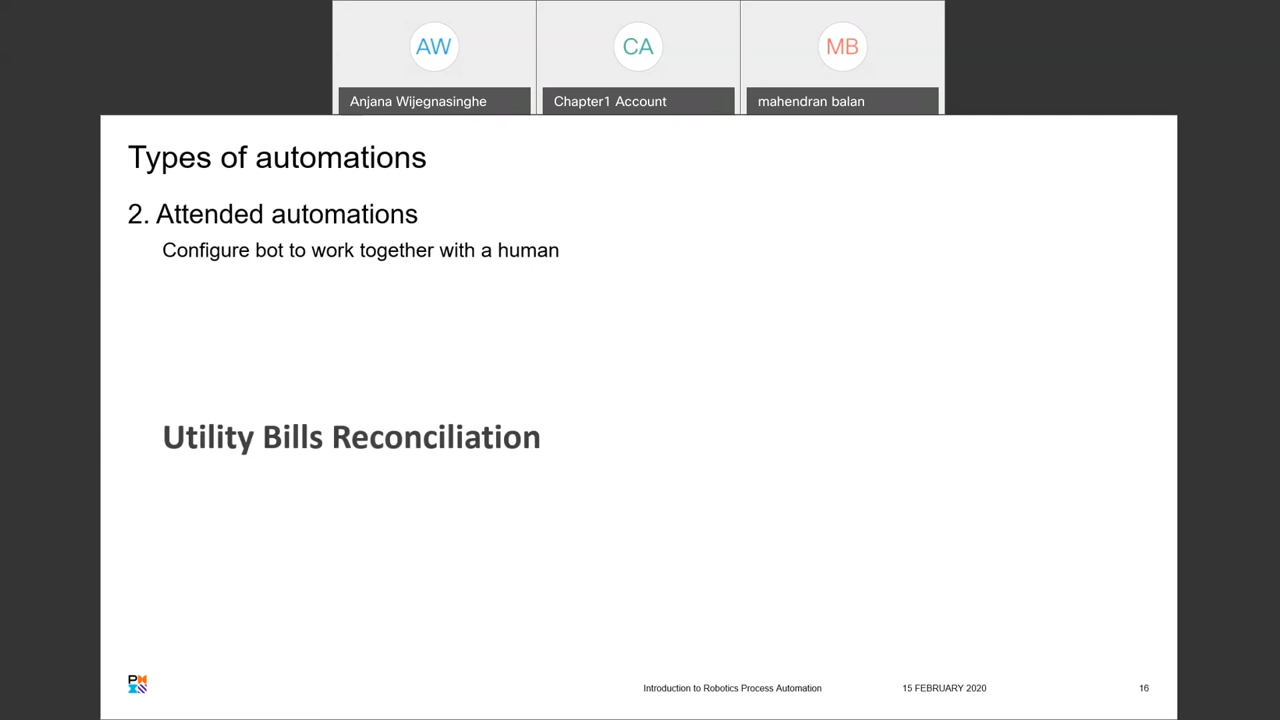 AW
CA
MB
Anjana Wijegnasinghe
Chapter1 Account
mahendran balan
Types of automations
2. Attended automations
Configure bot to work together with a human
Utility Bills Reconciliation
Introduction to Robotics Process Automation
15 FEBRUARY 2020
16